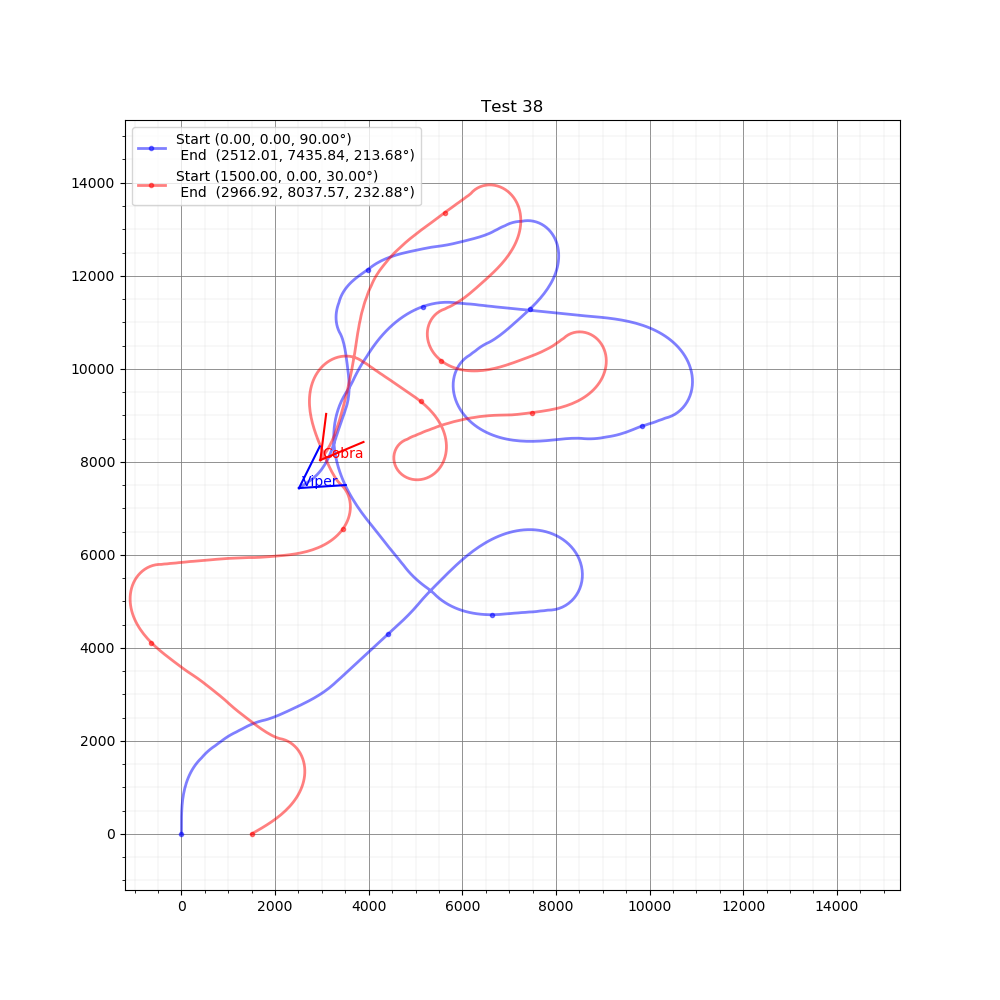 Test 38
Start (0.00, 0.00, 90.00°)
End (2512.01, 7435.84, 213.68°)
Start (1500.00, 0.00, 30.00°)
End (2966.92, 8037.57, 232.88°)
14000
12000
10000
8000
6000
4000
2000
0
Cobra
Viper
0 2000 4000 6000 8000 10000 12000 14000